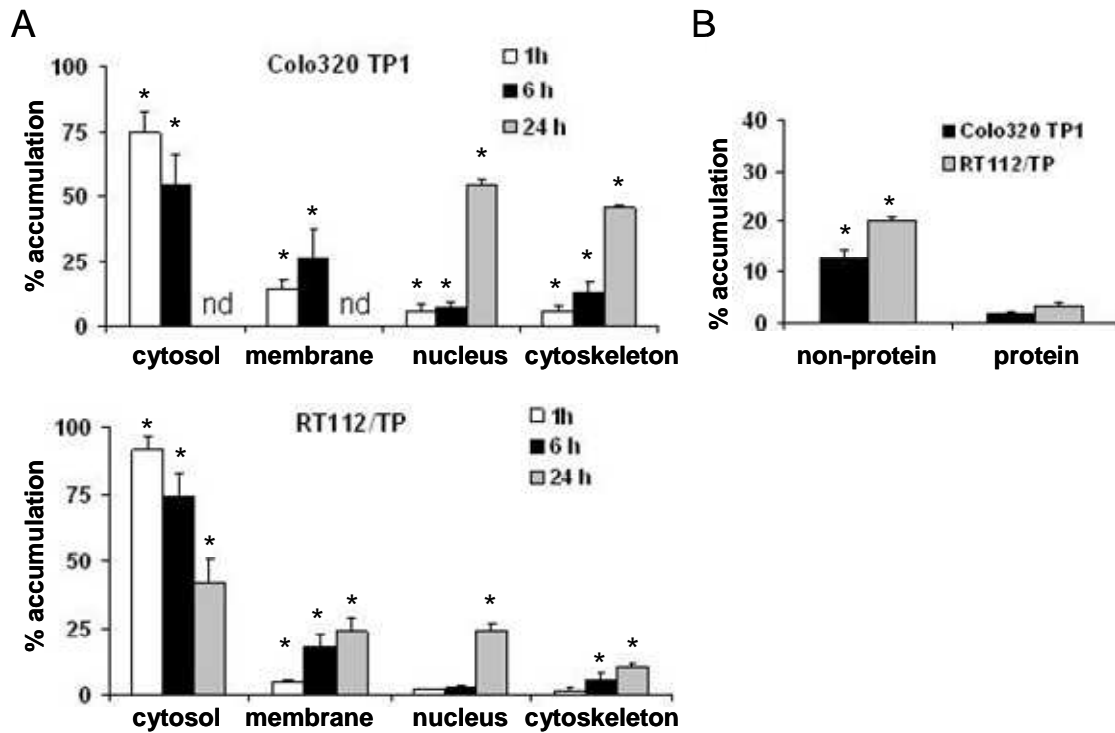 A
Colo320 TP1
1h
6 h
24 h
% accumulation
100
75
50
25
0
*
*
nd
*
*
nd
*
*
*
*
*
*
cytosol membrane nucleus cytoskeleton
B
Colo320 TP1
RT112/TP
% accumulation
40
30
20
10
0
*
*
non-protein protein
RT112/TP
1h
6 h
24 h
% accumulation
100
75
50
25
0
*
*
*
*
*
*
*
*
*
cytosol membrane nucleus cytoskeleton